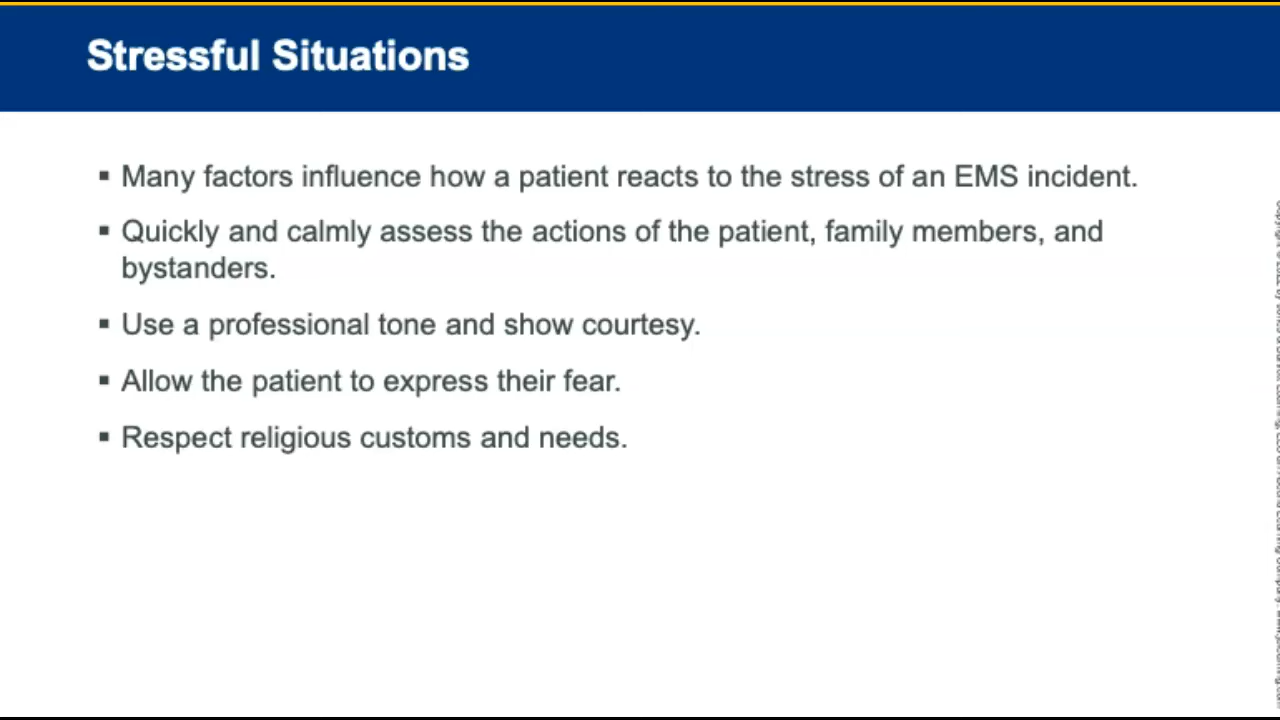 Stressful Situations
▪ Many factors influence how a patient reacts to the stress of an EMS incident.
▪ Quickly and calmly assess the actions of the patient, family members, and
bystanders.
▪ Use a professional tone and show courtesy.
▪ Allow the patient to express their fear.
▪ Respect religious customs and needs.